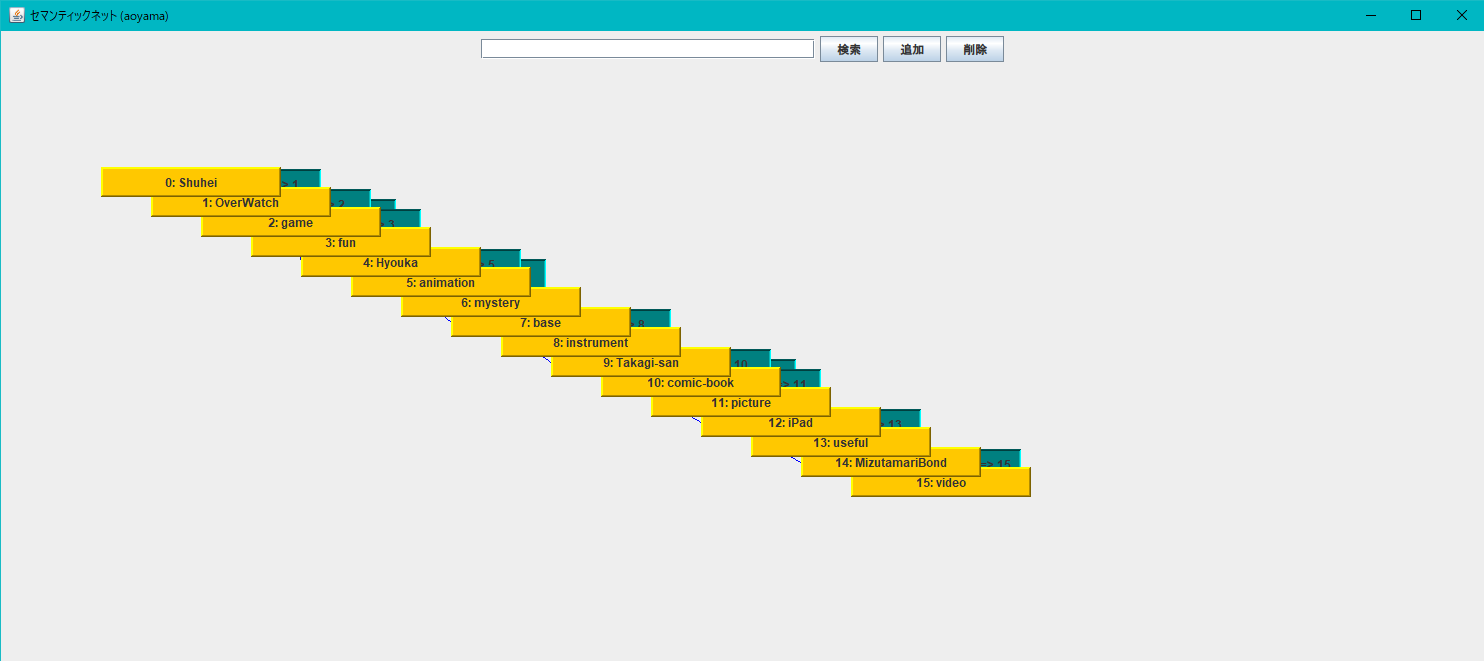 セマンティックネット (aoyama)
検索 追加 削除
0: Shuhei
> 1
1: OverWatch
> 2
2: game
> 3
3: fun
4: Hyouka
> 5
5: animation
6: mystery
7: base
> 8
8: instrument
9: Takagi-san
10
10: comic-book
> 11
11: picture
12: iPad
> 13
13: useful
14: MizutamariBond
=> 15
15: video